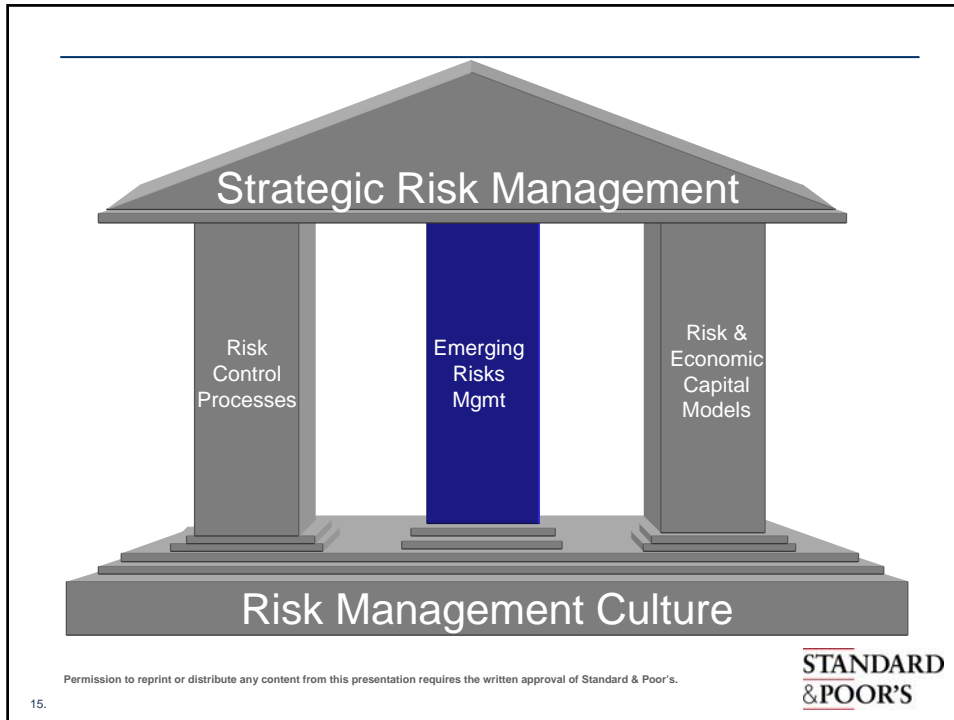 Strategic Risk Management
Risk
Control
Processes
Emerging
Risks
Mgmt
Risk &
Economic
Capital
Models
Risk Management Culture
Permission to reprint or distribute any content from this presentation requires the written approval of Standard & Poor's.
15.
STANDARD
&POOR'S